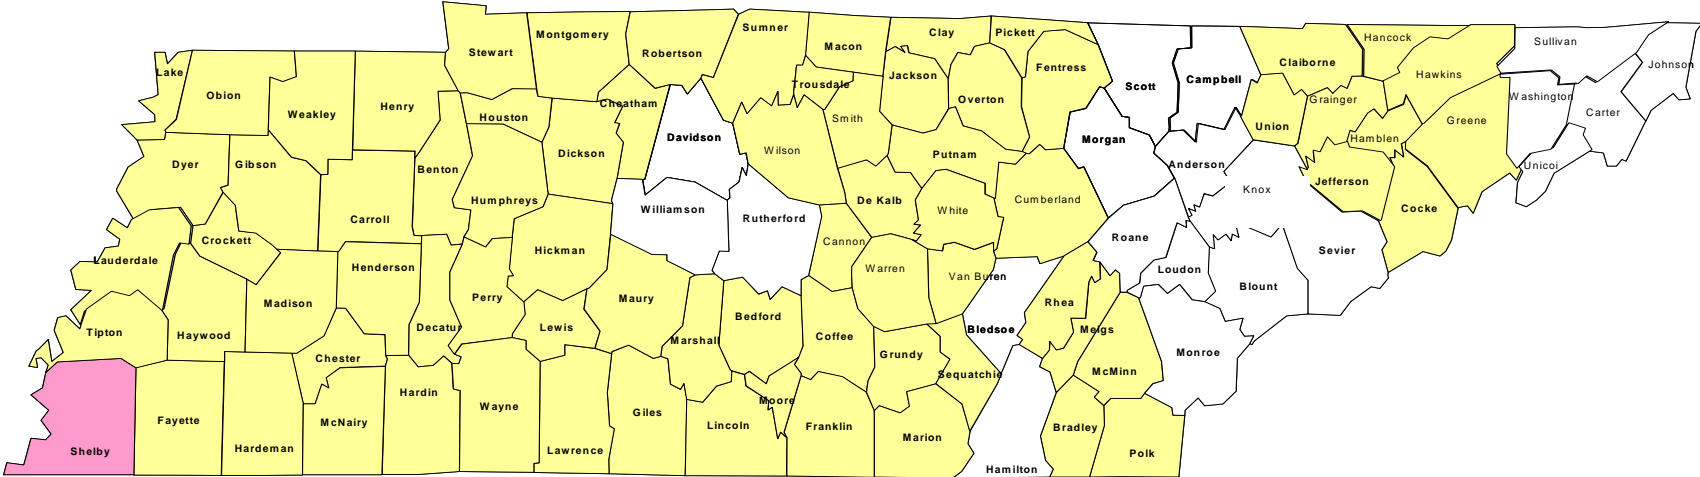 Lake
Obion
Weakley
Henry
Stewart
Montgomery
Robertson
Sumner
Macon
Clay
Pickett
Trousdale
Jackson
Overton
Fentress
Scott
Campbell
Claiborne
Hancock
Hawkins
Sullivan
Johnson
Houston
Cheatham
Smith
Union
Grainger
Greene
Washington
Carter
Dyer
Gibson
Benton
Dickson
Davidson
Wilson
Putnam
Morgan
Anderson
Hamblen
Unicoi
Carroll
Humphreys
Williamson
Rutherford
De Kalb
White
Cumberland
Knox
Jefferson
Cocke
Lauderdale
Crockett
Henderson
Hickman
Cannon
Warren
Van Buren
Roane
Loudon
Sevier
Tipton
Haywood
Madison
Decatur
Perry
Lewis
Maury
Marshall
Bedford
Coffee
Grundy
Sequatchie
Bledsoe
Rhea
Meigs
McMinn
Monroe
Blount
Shelby
Fayette
Hardeman
Chester
McNairy
Hardin
Wayne
Lawrence
Giles
Lincoln
Moore
Franklin
Marion
Hamilton
Bradley
Polk